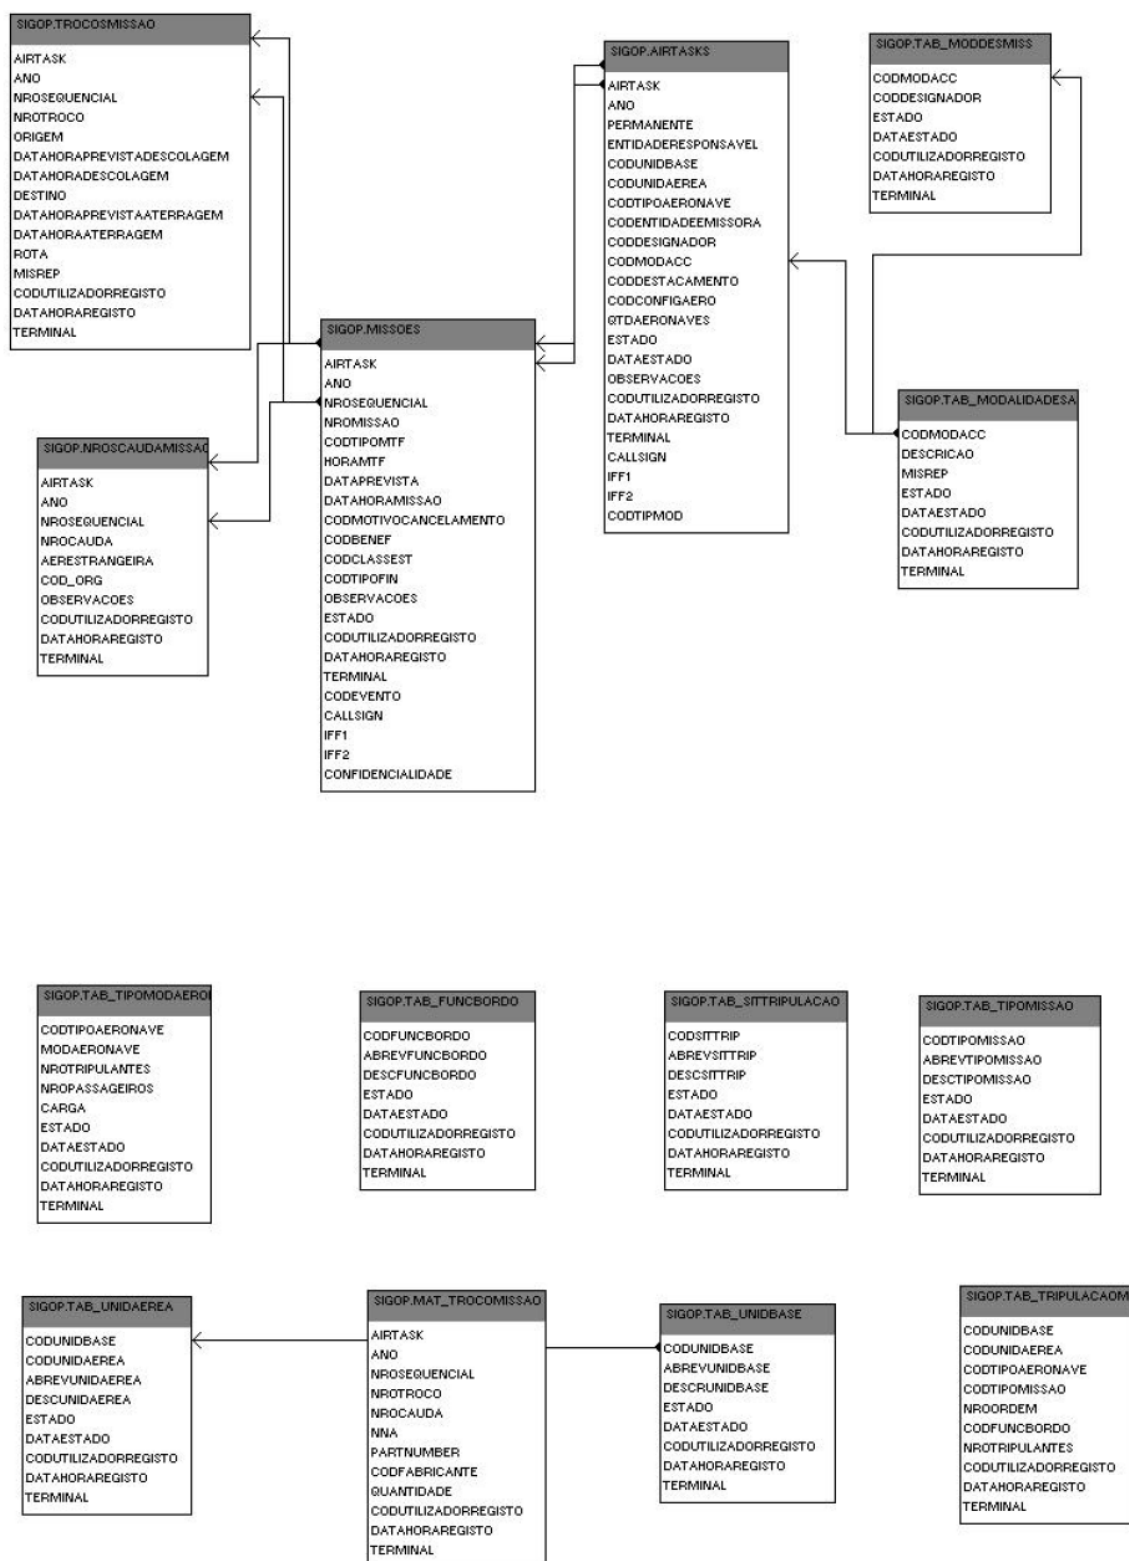 SIGOP.TROCOSMISSAO
AIRTASK
ANO
NROSEQUENCIAL
NROTROCO
ORIGEM
DATAHORAPREVISTADESCOLAGEM
DATAHORADESCOLAGEM
DESTINO
DATAHORAPREVISTAATERRAGEM
DATAHORAATERRAGEM
ROTA
MISREP
CODUTILIZADORREGISTO
DATAHORAREGISTO
TERMINAL
SIGOP.NROSCAUDAMISSAO
AIRTASK
ANO
NROSEQUENCIAL
NROCAUDA
AERESTRANGEIRA
COD_ORG
OBSERVACOES
CODUTILIZADORREGISTO
DATAHORAREGISTO
TERMINAL
SIGOP.MISSOES
AIRTASK
ANO
NROSEQUENCIAL
NROMISSAO
CODTIPOMTF
HORAMTF
DATAPREVISTA
DATAHORAMISSAO
CODMOTIVOCANCELAMENTO
CODBENEF
CODCLASSEST
CODTIPOFIN
OBSERVACOES
ESTADO
CODUTILIZADORREGISTO
DATAHORAREGISTO
TERMINAL
CODEVENTO
CALLSIGN
IFF1
IFF2
CONFIDENCIALIDADE
SIGOP.AIRTASKS
AIRTASK
ANO
PERMANENTE
ENTIDADERESPONSAVEL
CODUNIDBASE
CODUNIDAEREA
CODTIPOAERONAVE
CODENTIDADEEMISSORA
CODDESIGNADOR
CODMODACC
CODDESTACAMENTO
CODCONFIGAERO
QTDAERONAVES
ESTADO
DATAESTADO
OBSERVACOES
CODUTILIZADORREGISTO
DATAHORAREGISTO
TERMINAL
CALLSIGN
IFF1
IFF2
CODTIPMOD
SIGOP.TAB_MODDESMISS
CODMODACC
CODDESIGNADOR
ESTADO
DATAESTADO
CODUTILIZADORREGISTO
DATAHORAREGISTO
TERMINAL
SIGOP.TAB_MODALIDADESA
CODMODACC
DESCRICAO
MISREP
ESTADO
DATAESTADO
CODUTILIZADORREGISTO
DATAHORAREGISTO
TERMINAL
SIGOP.TAB_TIPOMODAERO
CODTIPOAERONAVE
MODAERONAVE
NROTRIPULANTES
NROPASSAGEIROS
CARGA
ESTADO
DATAESTADO
CODUTILIZADORREGISTO
DATAHORAREGISTO
TERMINAL
SIGOP.TAB_FUNCBORDO
CODFUNCBORDO
ABREVFUNCBORDO
DESCFUNCBORDO
ESTADO
DATAESTADO
CODUTILIZADORREGISTO
DATAHORAREGISTO
TERMINAL
SIGOP.TAB_SITTRIPULACAO
CODSITTRIP
ABREVSITTRIP
DESCSITTRIP
ESTADO
DATAESTADO
CODUTILIZADORREGISTO
DATAHORAREGISTO
TERMINAL
SIGOP.TAB_TIPOMISSAO
CODTIPOMISSAO
ABREVTIPOMISSAO
DESCTIPOMISSAO
ESTADO
DATAESTADO
CODUTILIZADORREGISTO
DATAHORAREGISTO
TERMINAL
SIGOP.TAB_UNIDAEREA
CODUNIDBASE
CODUNIDAEREA
ABREVUNIDAEREA
DESCUNIDAEREA
ESTADO
DATAESTADO
CODUTILIZADORREGISTO
DATAHORAREGISTO
TERMINAL
SIGOP.MAT_TROCOMISSAO
AIRTASK
ANO
NROSEQUENCIAL
NROTROCO
NROCAUDA
NNA
PARTNUMBER
CODFABRICANTE
QUANTIDADE
CODUTILIZADORREGISTO
DATAHORAREGISTO
TERMINAL
SIGOP.TAB_UNIDBASE
CODUNIDBASE
ABREVUNIDBASE
DESCRUNIDBASE
ESTADO
DATAESTADO
CODUTILIZADORREGISTO
DATAHORAREGISTO
TERMINAL
SIGOP.TAB_TRIPULACAOM
CODUNIDBASE
CODUNIDAEREA
CODTIPOAERONAVE
CODTIPOMISSAO
NROORDEM
CODFUNCBORDO
NROTRIPULANTES
CODUTILIZADORREGISTO
DATAHORAREGISTO
TERMINAL